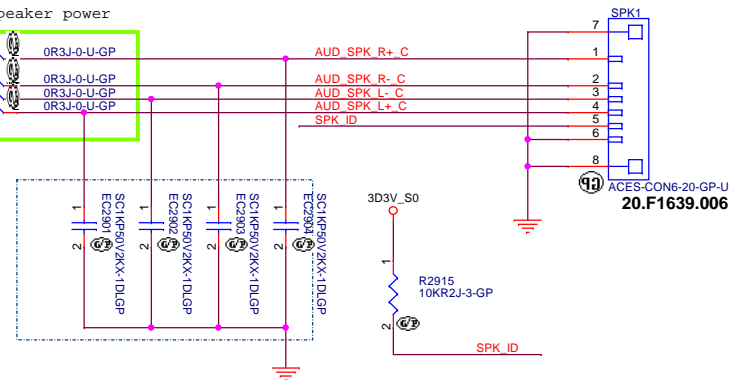 peaker power
SPK1
7
0R3J-0-U-GP
AUD_SPK_R+_C
1
0R3J-0-U-GP
AUD_SPK_R-_C
2
0R3J-0-U-GP
AUD_SPK_L-_C
3
0R3J-0-U-GP
AUD_SPK_L+_C
4
SPK_ID
5
6
8
ACES-CON6-20-GP-U
20.F1639.006
1
2
EC2901
SC1KP50V2KX-1DLGP
1
2
EC2902
SC1KP50V2KX-1DLGP
1
2
EC2903
SC1KP50V2KX-1DLGP
1
2
EC2904
SC1KP50V2KX-1DLGP
3D3V_S0
1
R2915
10KR2J-3-GP
2
SPK_ID